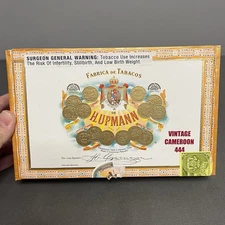 SURGEON GENERAL WARNING: Tobacco Use Increases
The Risk Of Infertility, Stillbirth, And Low Birth Weight
FABRICA DE TABACOS
H.UPMANN
VINTAGE
CAMEROON
444